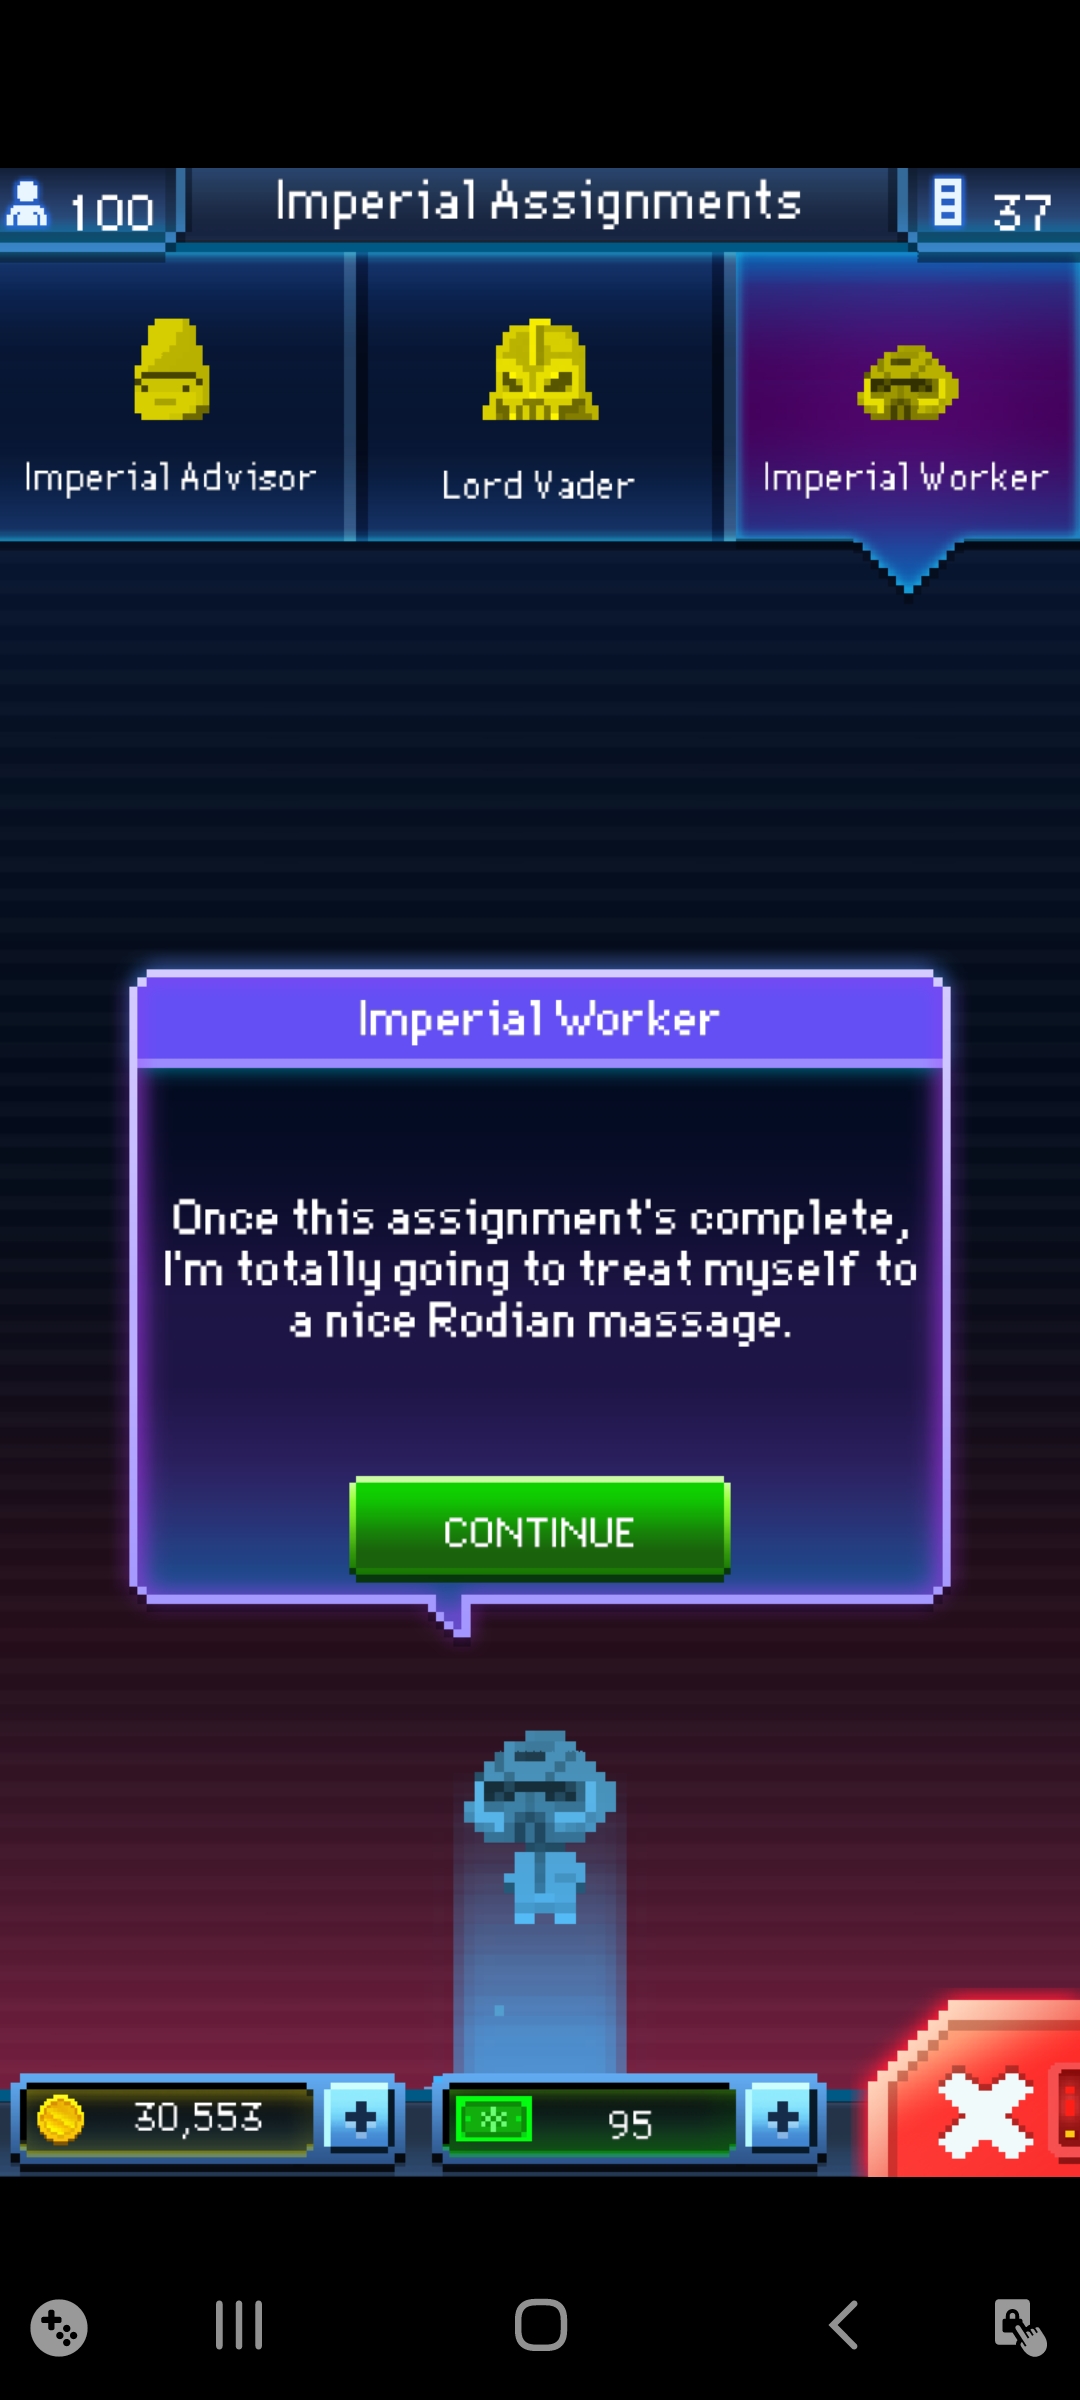 100
Imperial Assignments
37
Imperial Advisor
Lord Vader
Imperial Worker
Imperial Worker
Once this assignment's complete,
I'm totally going to treat myself to
a nice Rodian massage.
CONTINUE
30,553
95